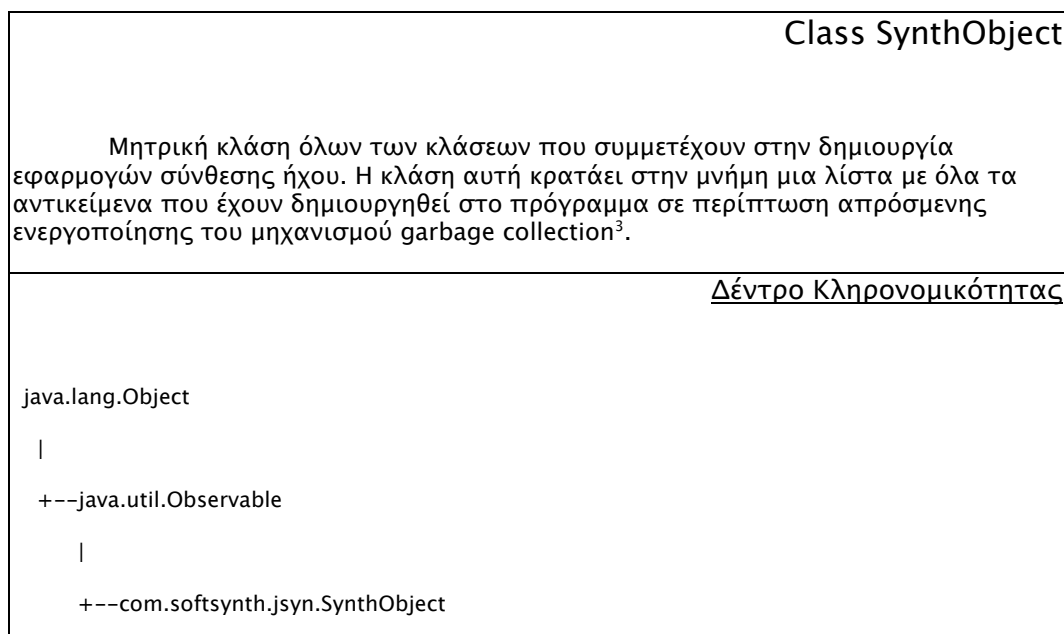 Class SynthObject
Μητρική κλάση όλων των κλάσεων που συμμετέχουν στην δημιουργία
εφαρμογών σύνθεσης ήχου. Η κλάση αυτή κρατάει στην μνήμη μια λίστα με όλα τα
αντικείμενα που έχουν δημιουργηθεί στο πρόγραμμα σε περίπτωση απρόσμενης
ενεργοποίησης του μηχανισμού garbage collection³.
Δέντρο Κληρονομικότητας
java.lang.Object
|
+--java.util.Observable
|
+--com.softsynth.jsyn.SynthObject